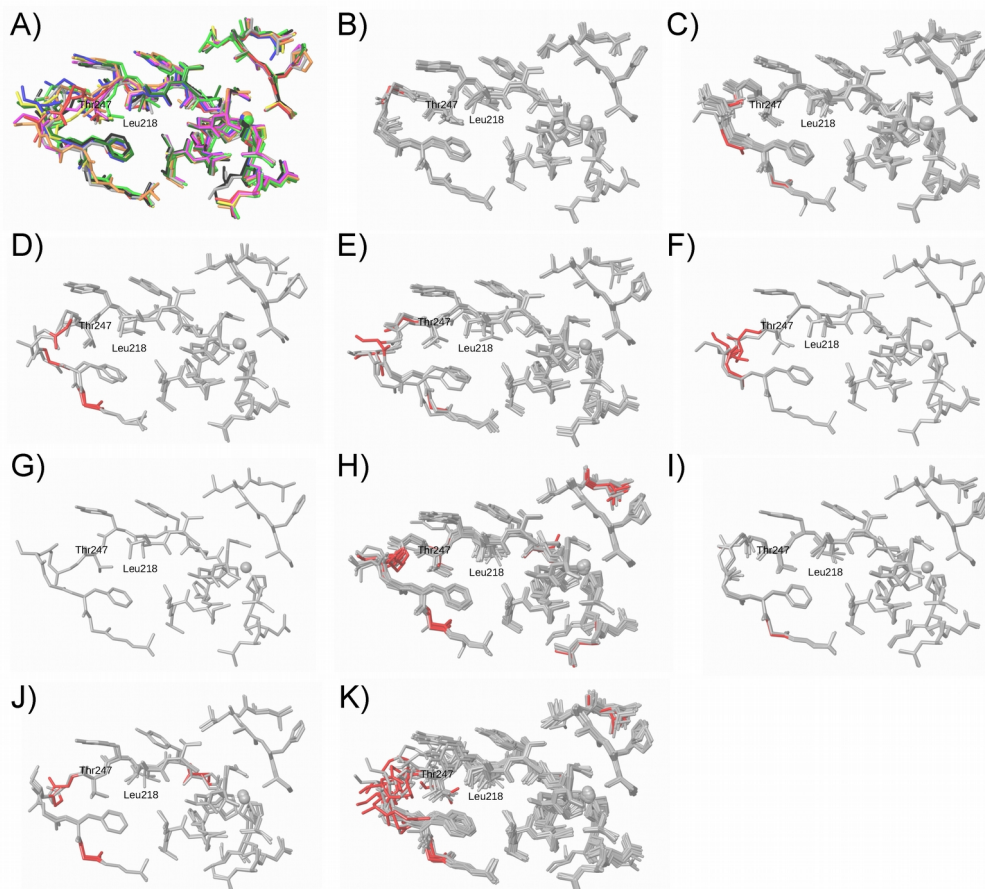 A)
Thr247
Leu218
B)
Thr247
Leu218
C)
Thr247
Leu218
D)
Thr247
Leu218
E)
Thr247
Leu218
F)
Thr247
Leu218
G)
Thr247
Leu218
H)
Thr247
Leu218
I)
Thr247
Leu218
J)
Thr247
Leu218
K)
Thr247
Leu218